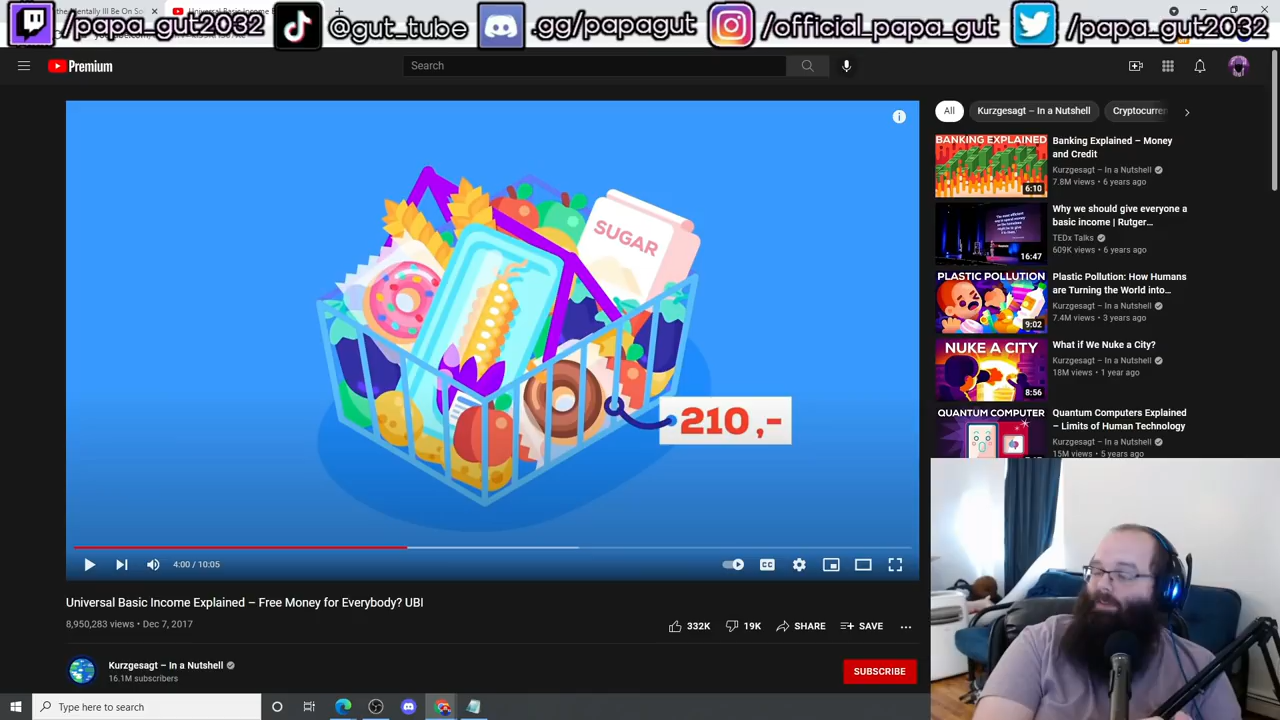 /papa_gut2032
@gut_tube
.gg/papagut
/official_papa_gut
/papa_gut2032
Premium
Search
All
Kurzgesagt – In a Nutshell
Cryptocurren
BANKING EXPLAINED
6:10
Banking Explained – Money and Credit
Kurzgesagt – In a Nutshell
7.8M views • 6 years ago
16:47
Why we should give everyone a basic income | Rutger...
TEDx Talks
609K views • 6 years ago
PLASTIC POLLUTION
9:02
Plastic Pollution: How Humans are Turning the World into...
Kurzgesagt – In a Nutshell
7.4M views • 3 years ago
NUKE A CITY
8:56
What if We Nuke a City?
Kurzgesagt – In a Nutshell
18M views • 1 year ago
QUANTUM COMPUTER
Quantum Computers Explained – Limits of Human Technology
Kurzgesagt – In a Nutshell
15M views • 5 years ago
SUGAR
210 ,-
4:00 / 10:05
CC
Universal Basic Income Explained – Free Money for Everybody? UBI
8,950,283 views • Dec 7, 2017
332K
19K
SHARE
SAVE
Kurzgesagt – In a Nutshell
16.1M subscribers
SUBSCRIBE
Type here to search